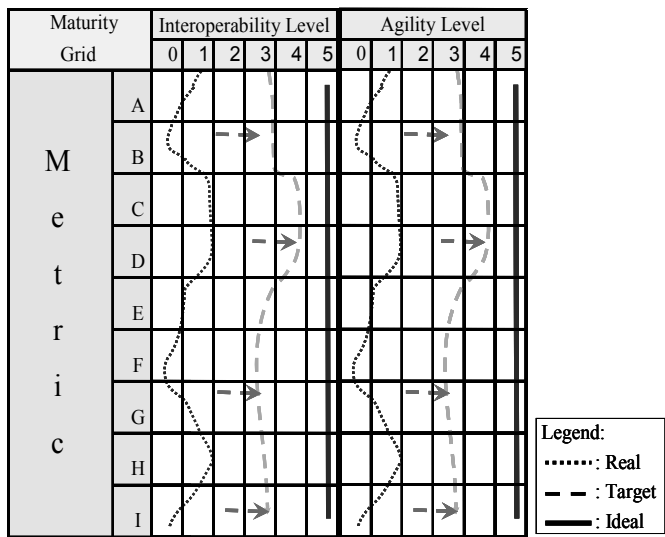 Maturity Grid
Interoperability Level
Agility Level
0 1 2 3 4 5
0 1 2 3 4 5
Metric
A
B
C
D
E
F
G
H
I
Legend:
: Real
: Target
: Ideal